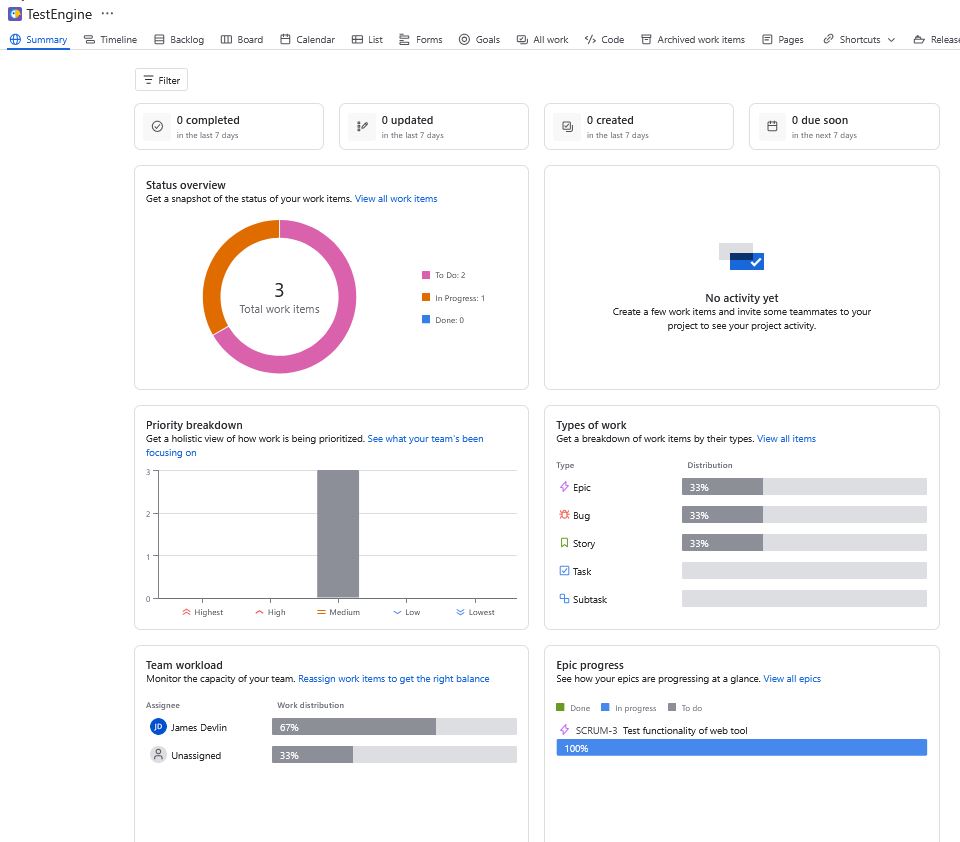 TestEngine ···
Summary Timeline Backlog Board Calendar List Forms Goals All work Code Archived work items Pages Shortcuts Release
Filter
0 completed
in the last 7 days
0 updated
in the last 7 days
0 created
in the last 7 days
0 due soon
in the next 7 days
Status overview
Get a snapshot of the status of your work items. View all work items
3
Total work items
To Do: 2
In Progress: 1
Done: 0
No activity yet
Create a few work items and invite some teammates to your
project to see your project activity.
Priority breakdown
Get a holistic view of how work is being prioritized. See what your team's been
focusing on
3
2
1
0
Highest High Medium Low Lowest
Types of work
Get a breakdown of work items by their types. View all items
Type Distribution
Epic 33%
Bug 33%
Story 33%
Task
Subtask
Team workload
Monitor the capacity of your team. Reassign work items to get the right balance
Assignee Work distribution
JD James Devlin 67%
Unassigned 33%
Epic progress
See how your epics are progressing at a glance. View all epics
Done In progress To do
SCRUM-3 Test functionality of web tool
100%